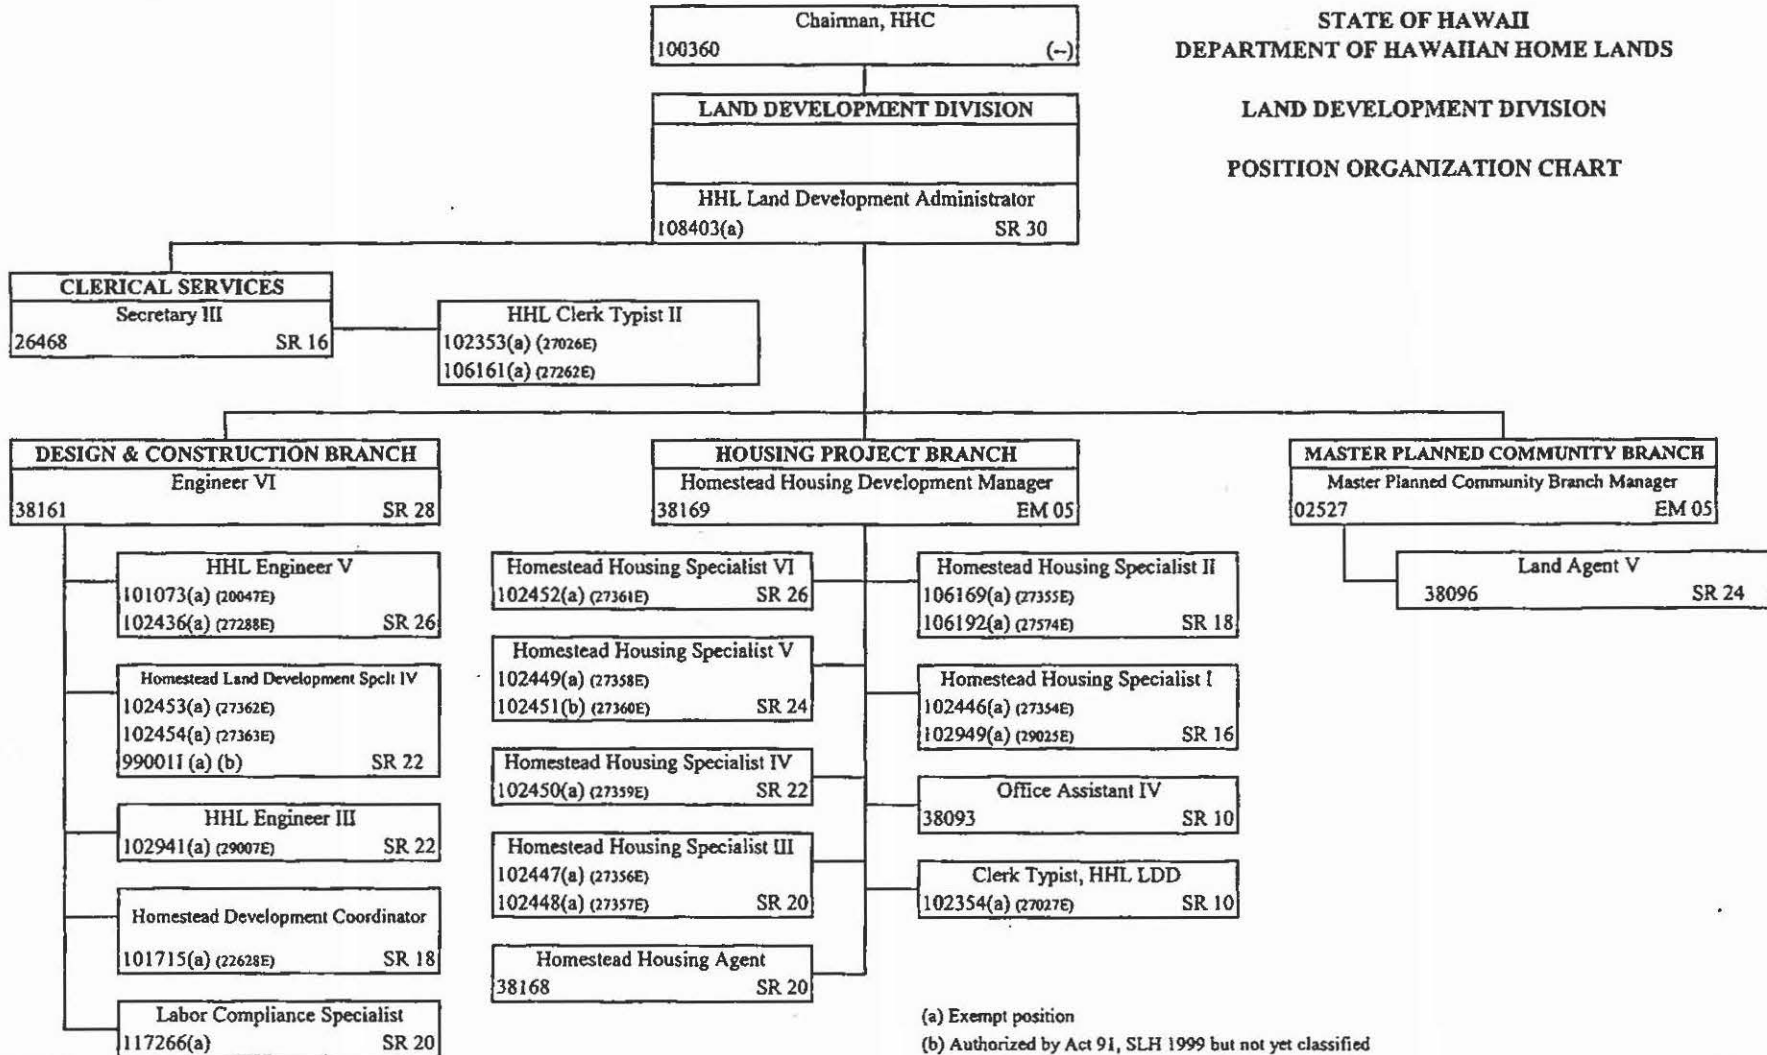 STATE OF HAWAII
DEPARTMENT OF HAWAIIAN HOME LANDS
LAND DEVELOPMENT DIVISION
POSITION ORGANIZATION CHART
Chairman, HHC
100360 (--)
LAND DEVELOPMENT DIVISION
HHL Land Development Administrator
108403(a) SR 30
CLERICAL SERVICES
Secretary III
26468 SR 16
HHL Clerk Typist II
102353(a) (27026E)
106161(a) (27262E)
DESIGN & CONSTRUCTION BRANCH
Engineer VI
38161 SR 28
HHL Engineer V
101073(a) (20047E)
102436(a) (27288E) SR 26
Homestead Land Development Spclt IV
102453(a) (27362E)
102454(a) (27363E)
99001I (a) (b) SR 22
HHL Engineer III
102941(a) (29007E) SR 22
Homestead Development Coordinator
101715(a) (22628E) SR 18
Labor Compliance Specialist
117266(a) SR 20
HOUSING PROJECT BRANCH
Homestead Housing Development Manager
38169 EM 05
Homestead Housing Specialist VI
102452(a) (27361E) SR 26
Homestead Housing Specialist V
102449(a) (27358E)
102451(b) (27360E) SR 24
Homestead Housing Specialist IV
102450(a) (27359E) SR 22
Homestead Housing Specialist III
102447(a) (27356E)
102448(a) (27357E) SR 20
Homestead Housing Agent
38168 SR 20
Homestead Housing Specialist II
106169(a) (27355E)
106192(a) (27574E) SR 18
Homestead Housing Specialist I
102446(a) (27354E)
102949(a) (29025E) SR 16
Office Assistant IV
38093 SR 10
Clerk Typist, HHL LDD
102354(a) (27027E) SR 10
MASTER PLANNED COMMUNITY BRANCH
Master Planned Community Branch Manager
02527 EM 05
Land Agent V
38096 SR 24
(a) Exempt position
(b) Authorized by Act 91, SLH 1999 but not yet classified